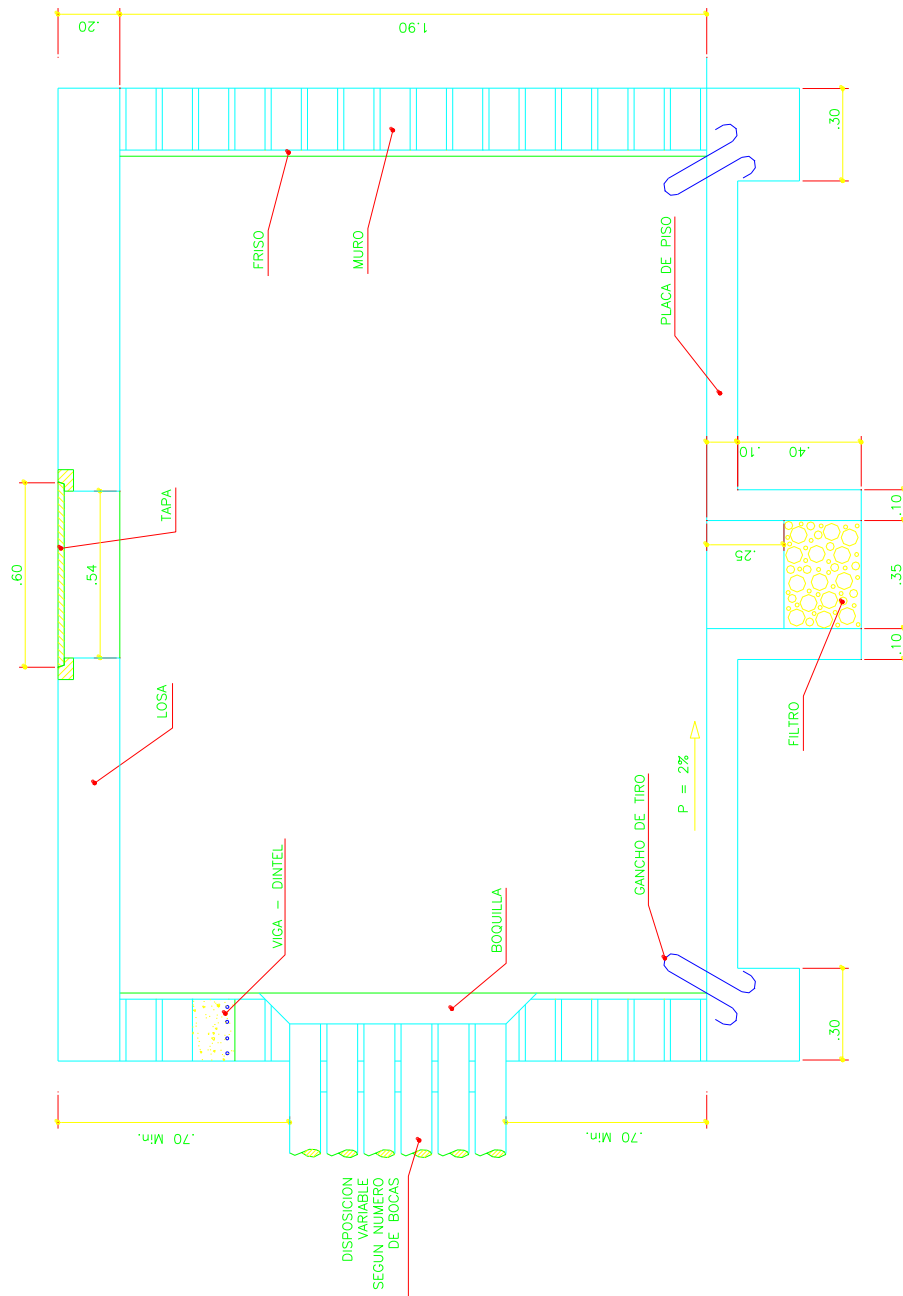 .20
1.90
.30
FRISO
MURO
PLACA DE PISO
.60
.54
TAPA
.10
.40
.25
.10
.35
.10
LOSA
FILTRO
P = 2%
GANCHO DE TIRO
VIGA - DINTEL
BOQUILLA
.30
.70 Min.
.70 Min.
DISPOSICION
VARIABLE
SEGUN NUMERO
DE BOCAS